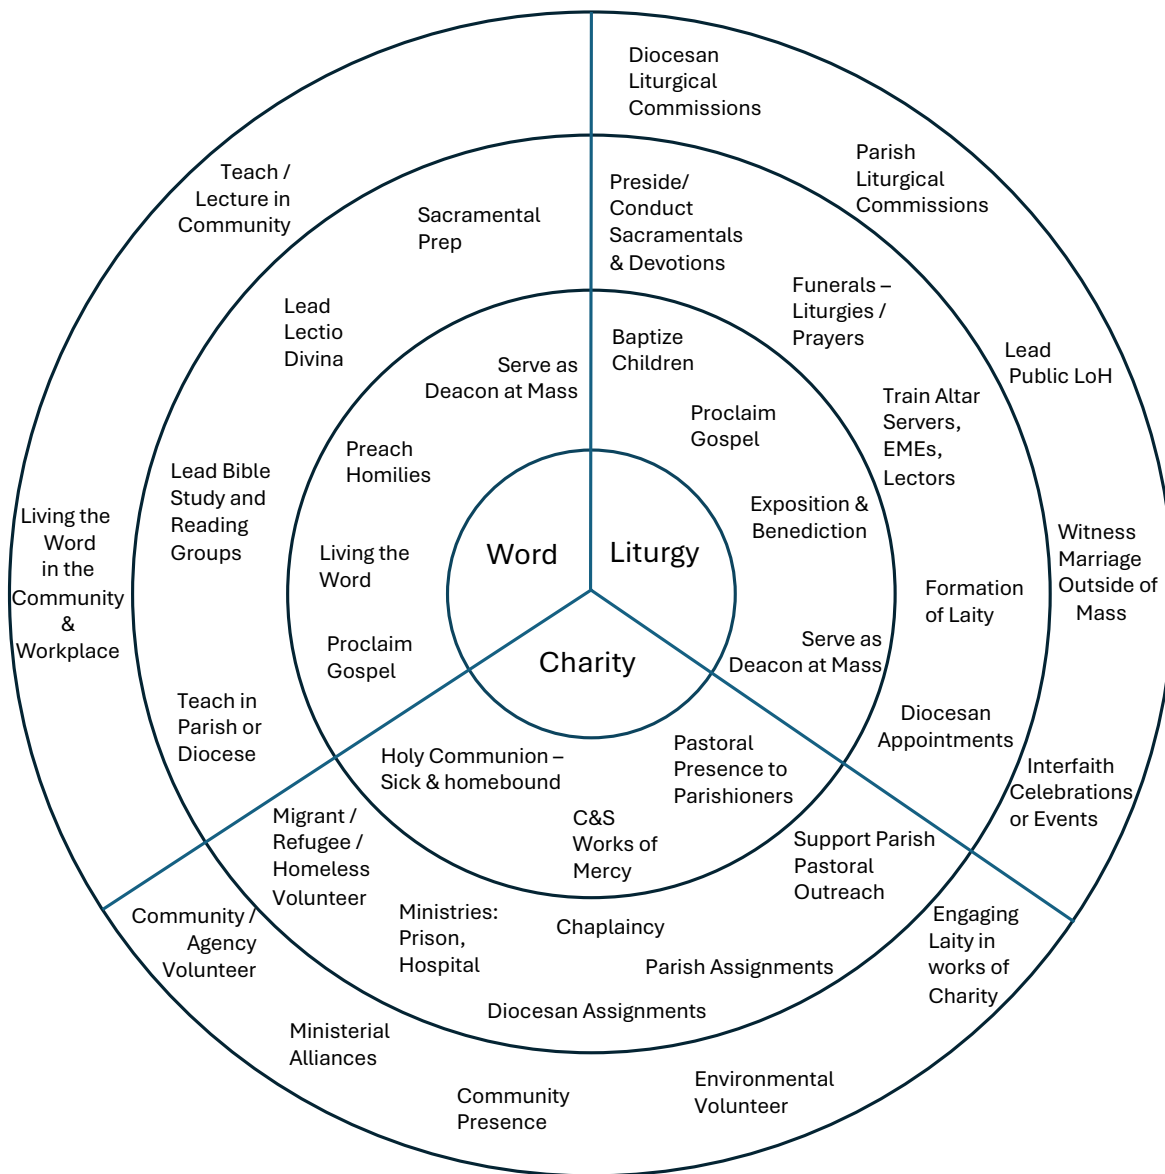 Diocesan
Liturgical
Commissions
Parish
Liturgical
Commissions
Teach /
Lecture in
Community
Preside/
Conduct
Sacramentals
& Devotions
Sacramental
Prep
Funerals –
Liturgies /
Prayers
Lead
Lectio
Divina
Baptize
Children
Serve as
Deacon at Mass
Lead
Public LoH
Train Altar
Servers,
EMEs,
Lectors
Proclaim
Gospel
Preach
Homilies
Lead Bible
Study and
Reading
Groups
Exposition &
Benediction
Living the
Word
in the
Community
&
Workplace
Witness
Marriage
Outside of
Mass
Living the
Word
Word
Liturgy
Formation
of Laity
Proclaim
Gospel
Serve as
Deacon at Mass
Charity
Teach in
Parish or
Diocese
Diocesan
Appointments
Holy Communion –
Sick & homebound
Pastoral
Presence to
Parishioners
Interfaith
Celebrations
or Events
Migrant /
Refugee /
Homeless
Volunteer
C&S
Works of
Mercy
Support Parish
Pastoral
Outreach
Community /
Agency
Volunteer
Ministries:
Prison,
Hospital
Chaplaincy
Engaging
Laity in
works of
Charity
Parish Assignments
Diocesan Assignments
Ministerial
Alliances
Community
Presence
Environmental
Volunteer